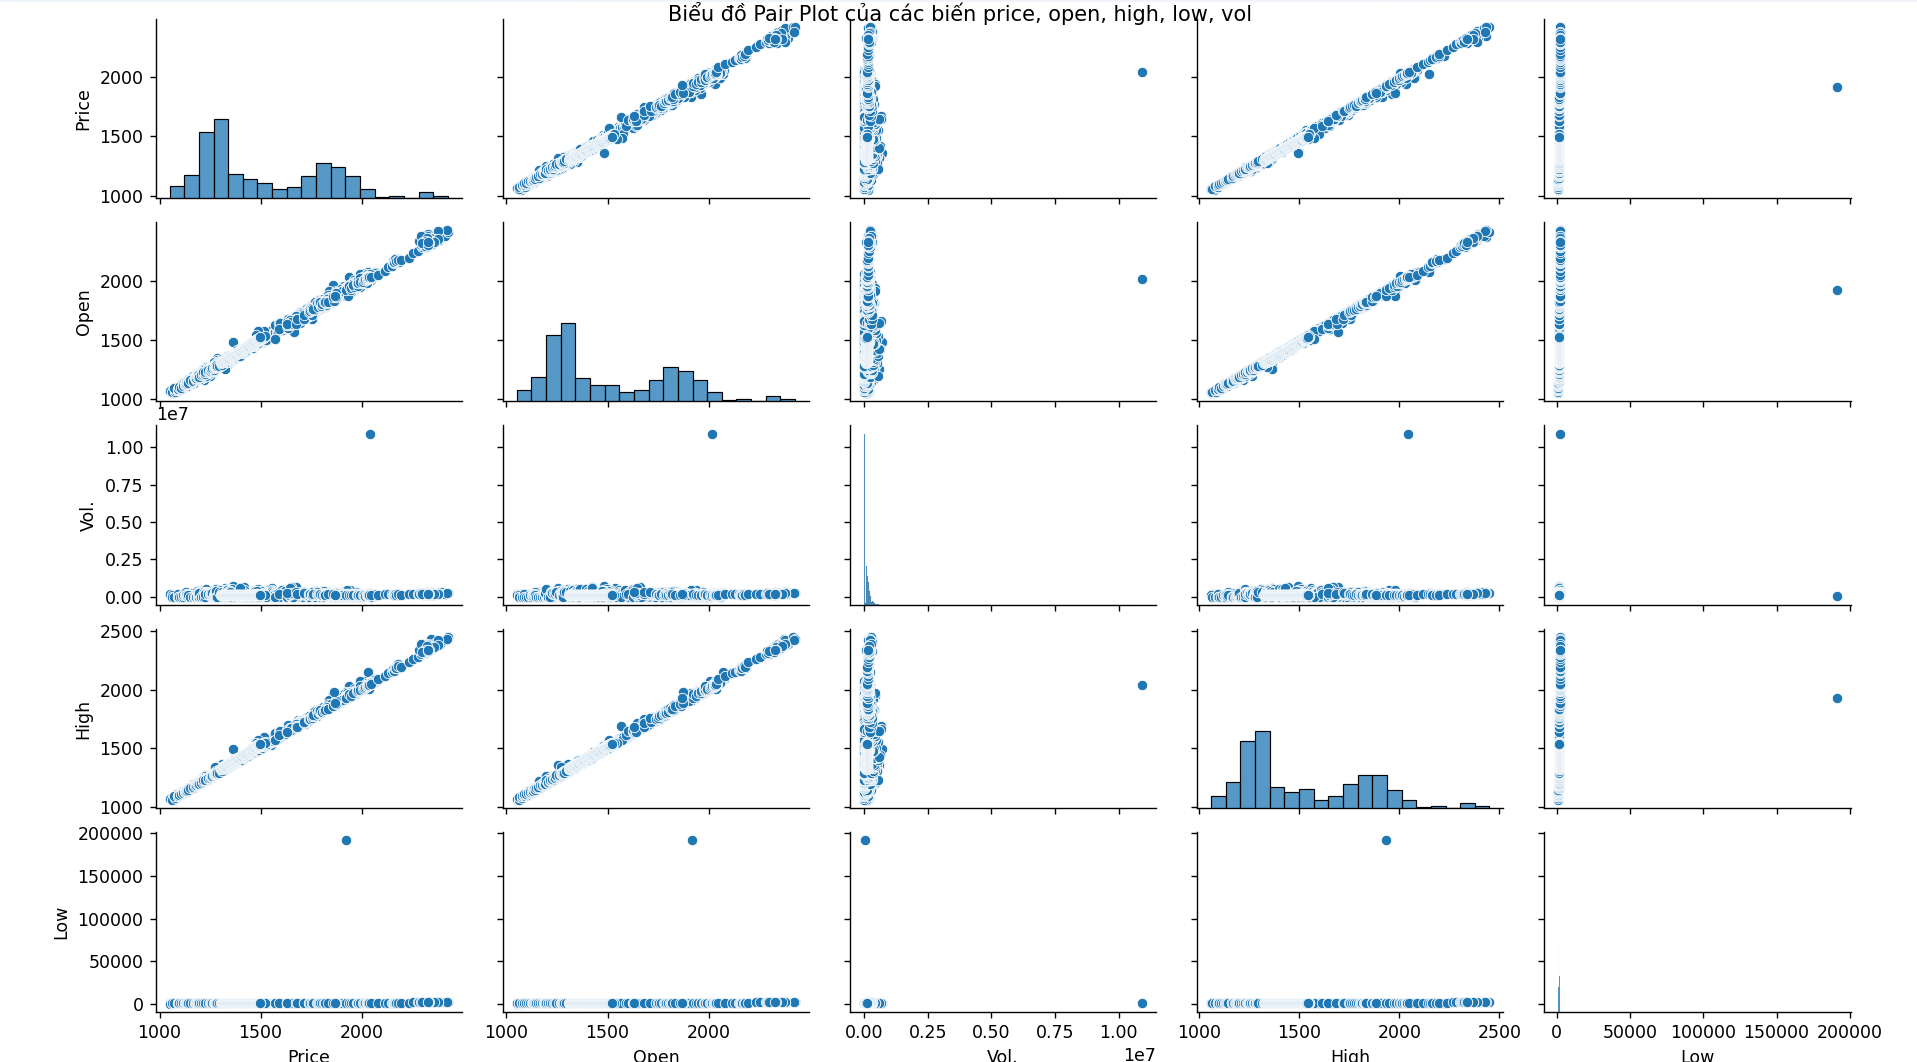 Biểu đồ Pair Plot của các biến price, open, high, low, vol
2000
1500
1000
Price
2000
1500
1000
Open
1e7
1.00
0.75
0.50
0.25
0.00
Vol.
2500
2000
1500
1000
High
200000
150000
100000
50000
0
Low
1000 1500 2000
1000 1500 2000
0.00 0.25 0.50 0.75 1.00
1000 1500 2000 2500
0 50000 100000 150000 200000
Price
Open
Vol.
1e7
High
Low